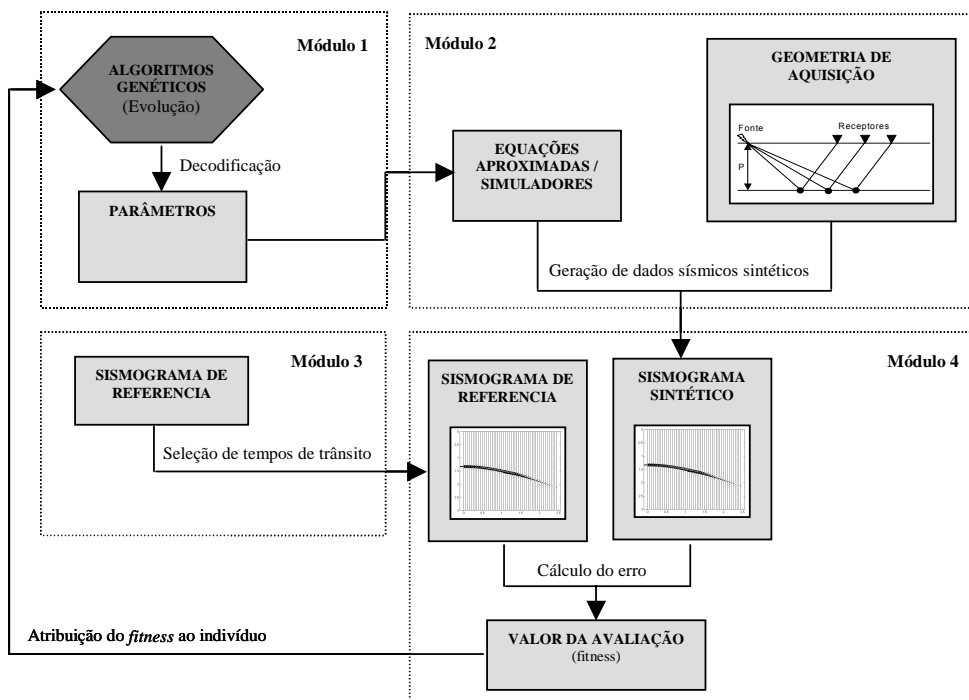 Módulo 1
ALGORITMOS
GENÉTICOS
(Evolução)
Decodificação
PARÂMETROS
Módulo 2
EQUAÇÕES
APROXIMADAS /
SIMULADORES
GEOMETRIA DE
AQUISIÇÃO
Fonte
Receptores
P
Geração de dados sísmicos sintéticos
Módulo 3
SISMOGRAMA DE
REFERENCIA
Seleção de tempos de trânsito
Módulo 4
SISMOGRAMA DE
REFERENCIA
SISMOGRAMA
SINTÉTICO
Cálculo do erro
VALOR DA AVALIAÇÃO
(fitness)
Atribuição do fitness ao indivíduo